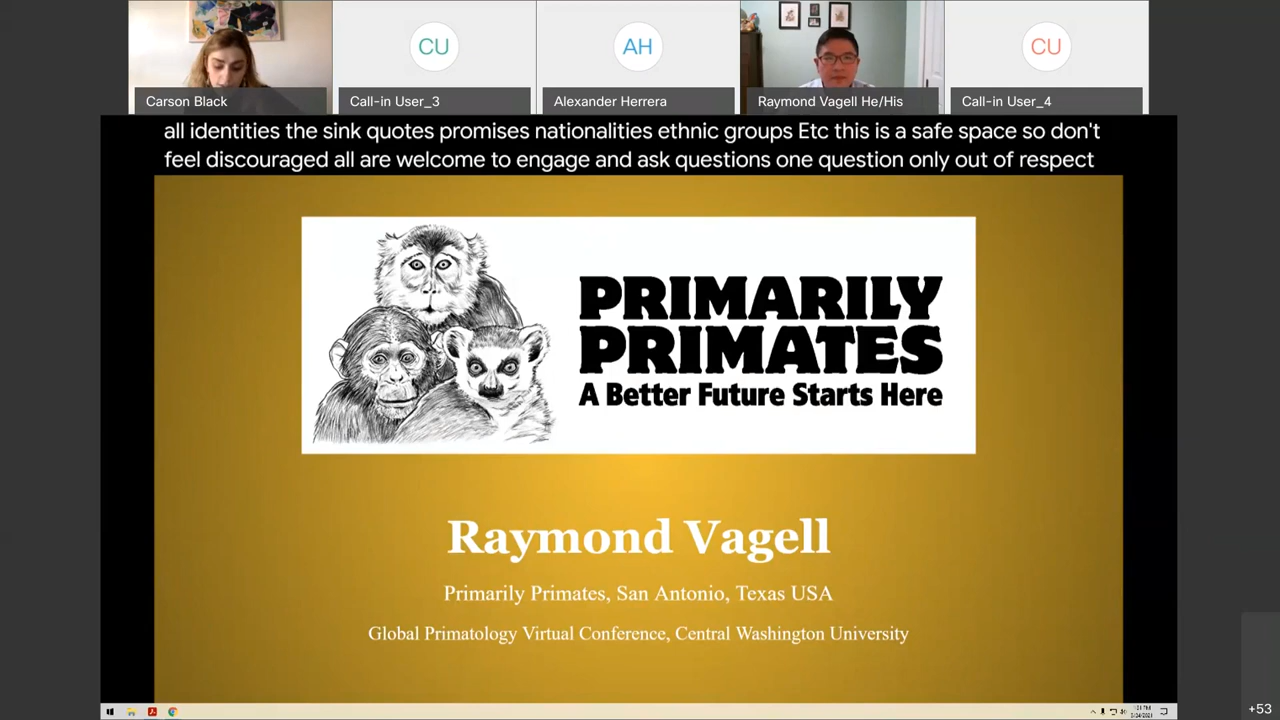 CU
AH
CU
Carson Black
Call-in User_3
Alexander Herrera
Raymond Vagell He/His
Call-in User_4
all identities the sink quotes promises nationalities ethnic groups Etc this is a safe space so don't
feel discouraged all are welcome to engage and ask questions one question only out of respect
PRIMARILY
PRIMATES
A Better Future Starts Here
Raymond Vagell
Primarily Primates, San Antonio, Texas USA
Global Primatology Virtual Conference, Central Washington University
+53